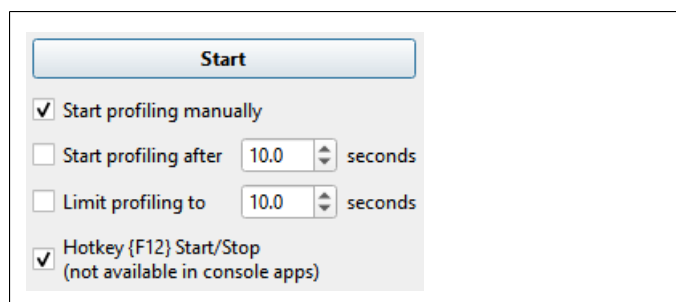 Start
Start profiling manually
Start profiling after 10.0 seconds
Limit profiling to 10.0 seconds
Hotkey {F12} Start/Stop
(not available in console apps)